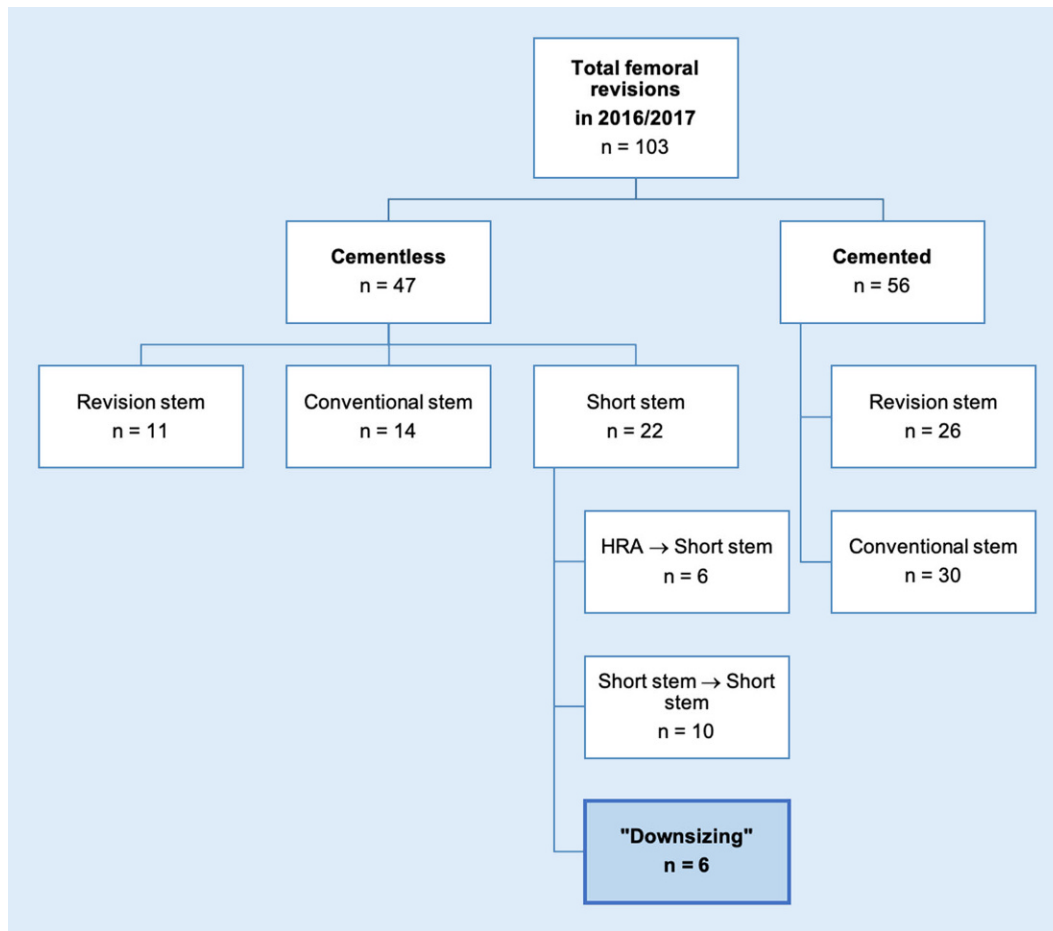 Total femoral
revisions
in 2016/2017
n = 103
Cementless
n = 47
Cemented
n = 56
Revision stem
n = 11
Conventional stem
n = 14
Short stem
n = 22
Revision stem
n = 26
HRA → Short stem
n = 6
Conventional stem
n = 30
Short stem → Short
stem
n = 10
"Downsizing"
n = 6